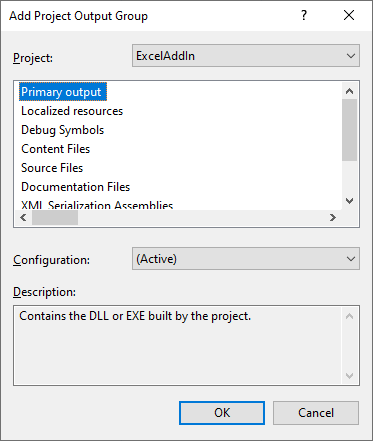 Add Project Output Group ?
Project: ExcelAddIn
Primary output
Localized resources
Debug Symbols
Content Files
Source Files
Documentation Files
XML Serialization Assemblies
Configuration: (Active)
Description:
Contains the DLL or EXE built by the project.
OK Cancel